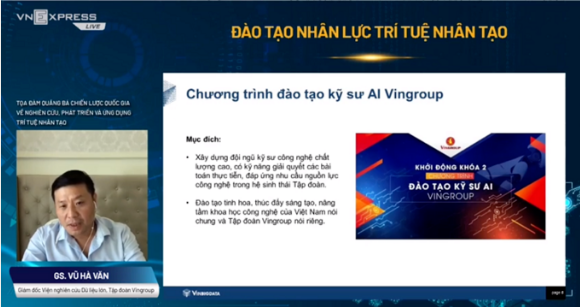 VNEXPRESS
LIVE
ĐÀO TẠO NHÂN LỰC TRÍ TUỆ NHÂN TẠO
TỌA ĐÀM QUẢNG BÁ CHIẾN LƯỢC QUỐC GIA
VỀ NGHIÊN CỨU, PHÁT TRIỂN VÀ ỨNG DỤNG
TRÍ TUỆ NHÂN TẠO
GS. VŨ HÀ VĂN
Giám đốc Viện nghiên cứu Dữ liệu lớn, Tập đoàn Vingroup
Chương trình đào tạo kỹ sư AI Vingroup
Mục đích:
• Xây dựng đội ngũ kỹ sư công nghệ chất
lượng cao, có kỹ năng giải quyết các bài
toán thực tiễn, đáp ứng nhu cầu nguồn lực
công nghệ trong hệ sinh thái Tập đoàn.
• Đào tạo tinh hoa, thúc đẩy sáng tạo, nâng
tầm khoa học công nghệ của Việt Nam nói
chung và Tập đoàn Vingroup nói riêng.
VINGROUP
KHỞI ĐỘNG KHÓA 2
CHƯƠNG TRÌNH
ĐÀO TẠO KỸ SƯ AI
VINGROUP
VINBIGDATA
page 8